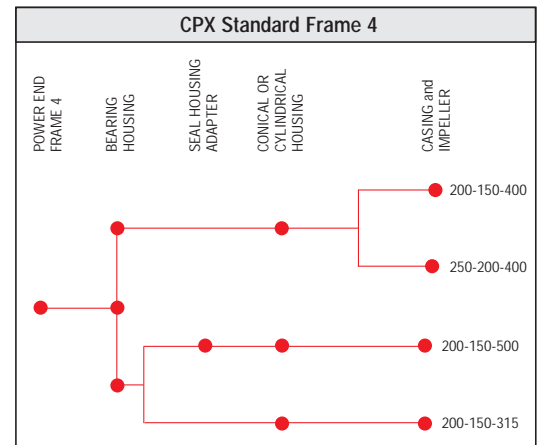 CPX Standard Frame 4
POWER END
FRAME 4
BEARING
HOUSING
SEAL HOUSING
ADAPTER
CONICAL OR
CYLINDRICAL
HOUSING
CASING and
IMPELLER
200-150-400
250-200-400
200-150-500
200-150-315